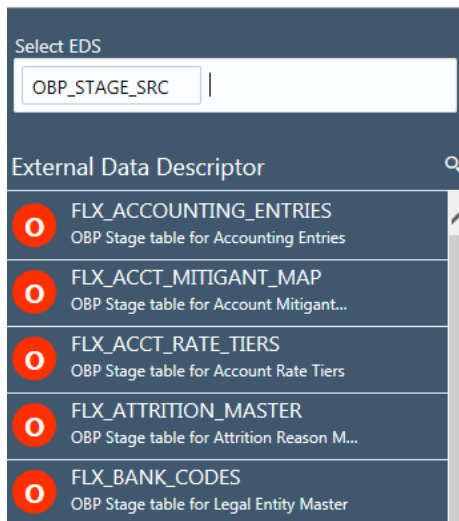 Select EDS
OBP_STAGE_SRC
External Data Descriptor
O
FLX_ACCOUNTING_ENTRIES
OBP Stage table for Accounting Entries
O
FLX_ACCT_MITIGANT_MAP
OBP Stage table for Account Mitigant...
O
FLX_ACCT_RATE_TIERS
OBP Stage table for Account Rate Tiers
O
FLX_ATTRITION_MASTER
OBP Stage table for Attrition Reason M...
O
FLX_BANK_CODES
OBP Stage table for Legal Entity Master